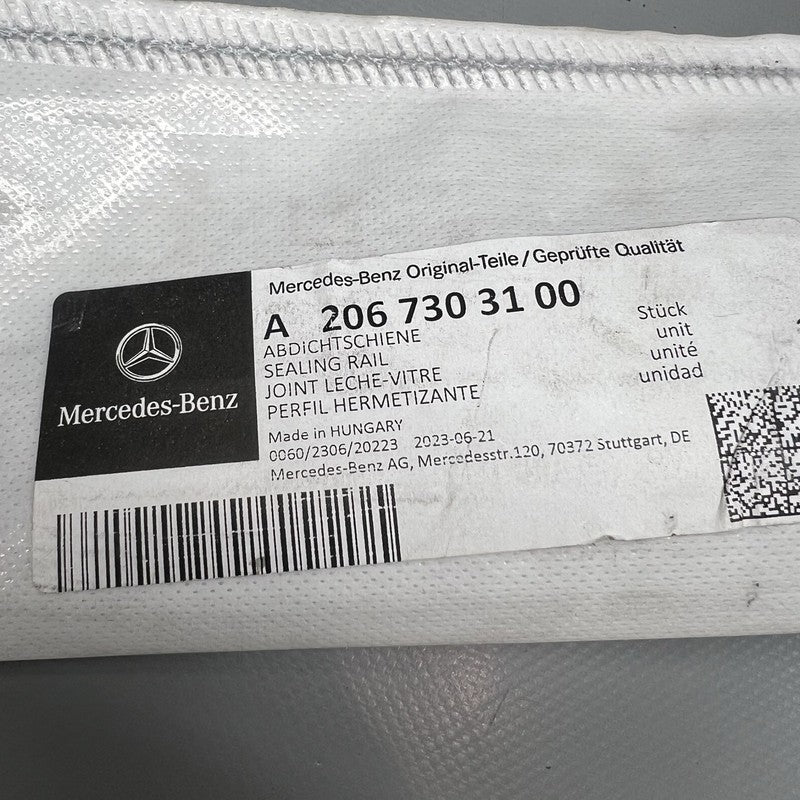 Mercedes-Benz Original-Teile / Geprüfte Qualität
A 206 730 31 00
ABDiCHTSCHIENE
SEALING RAIL
JOINT LECHE-VITRE
PERFIL HERMETIZANTE
Stück
unit
unité
unidad
Mercedes-Benz
Made in HUNGARY
0060/2306/20223 2023-06-21
Mercedes-Benz AG, Mercedesstr.120, 70372 Stuttgart, DE